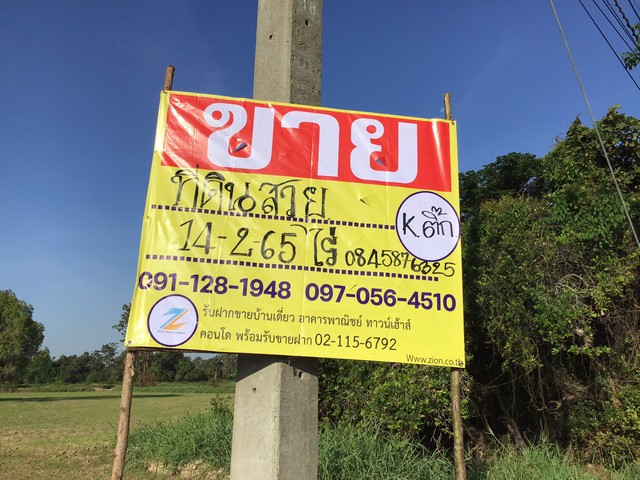 ขาย
ที่ดินสวย
K.ติ๊ก
14-2-65 ไร่ 0845876625
091-128-1948 097-056-4510
รับฝากขายบ้านเดี่ยว อาคารพาณิชย์ ทาวน์เฮ้าส์
คอนโด พร้อมรับขายฝาก 02-115-6792
Www.zion.co.th